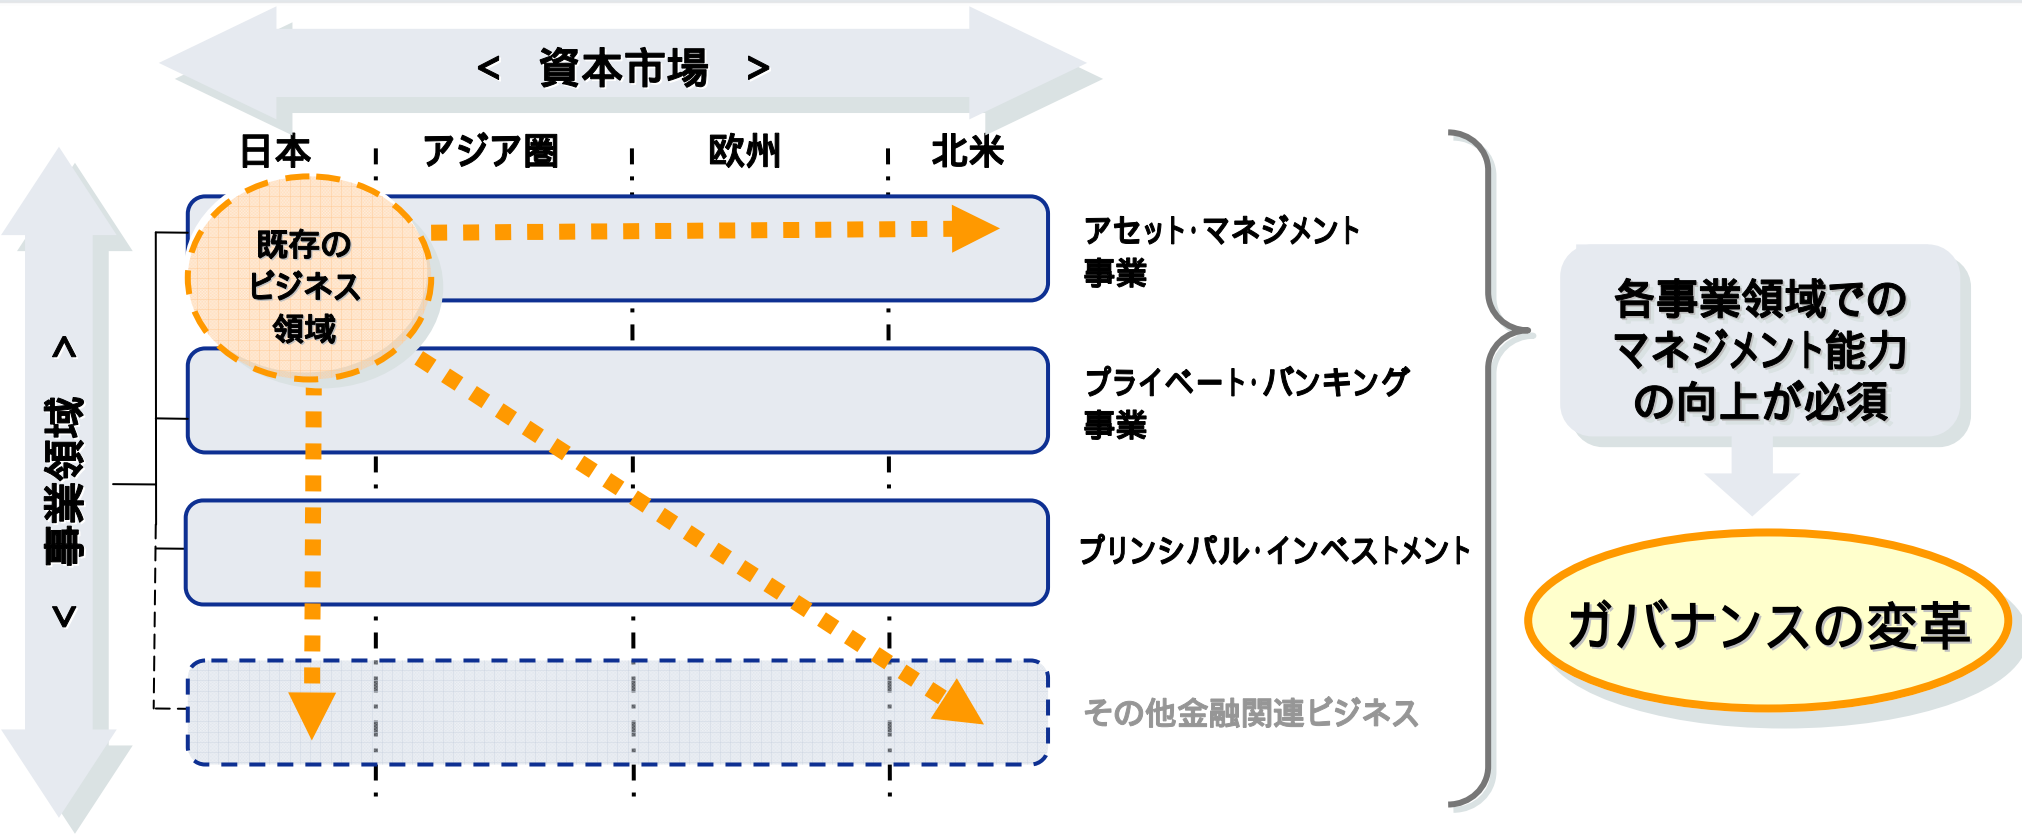 < 資本市場 >
日本 アジア圏 欧州 北米
< 事業領域 >
既存の
ビジネス
領域
アセット・マネジメント
事業
プライベート・バンキング
事業
プリンシパル・インベストメント
その他金融関連ビジネス
各事業領域での
マネジメント能力
の向上が必須
ガバナンスの変革